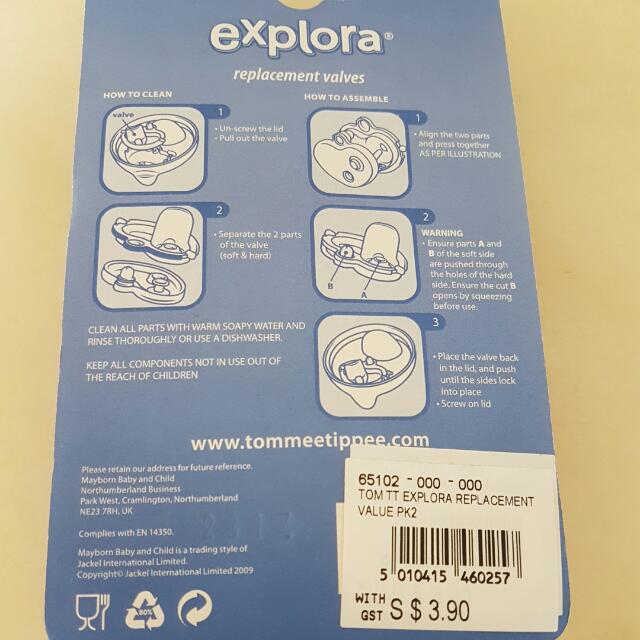 explora®
replacement valves
HOW TO CLEAN
valve
1
• Un-screw the lid
• Pull out the valve
2
• Separate the 2 parts
of the valve
(soft & hard)
CLEAN ALL PARTS WITH WARM SOAPY WATER AND
RINSE THOROUGHLY OR USE A DISHWASHER.
KEEP ALL COMPONENTS NOT IN USE OUT OF
THE REACH OF CHILDREN
HOW TO ASSEMBLE
1
• Align the two parts
and press together
AS PER ILLUSTRATION
2
B
A
WARNING
• Ensure parts A and
B of the soft side
are pushed through
the holes of the hard
side. Ensure the cut B
opens by squeezing
before use.
3
• Place the valve back
in the lid, and push
until the sides lock
into place
• Screw on lid
www.tommeetippee.com
Please retain our address for future reference.
Mayborn Baby and Child
Northumberland Business
Park West, Cramlington, Northumberland
NE23 7RH, UK
Complies with EN 14350.
Mayborn Baby and Child is a trading style of
Jackel International Limited.
Copyright© Jackel International Limited 2009
80%
65102 - 000 - 000
TOM TT EXPLORA REPLACEMENT
VALUE PK2
5 010415 460257
WITH
GST S $ 3.90